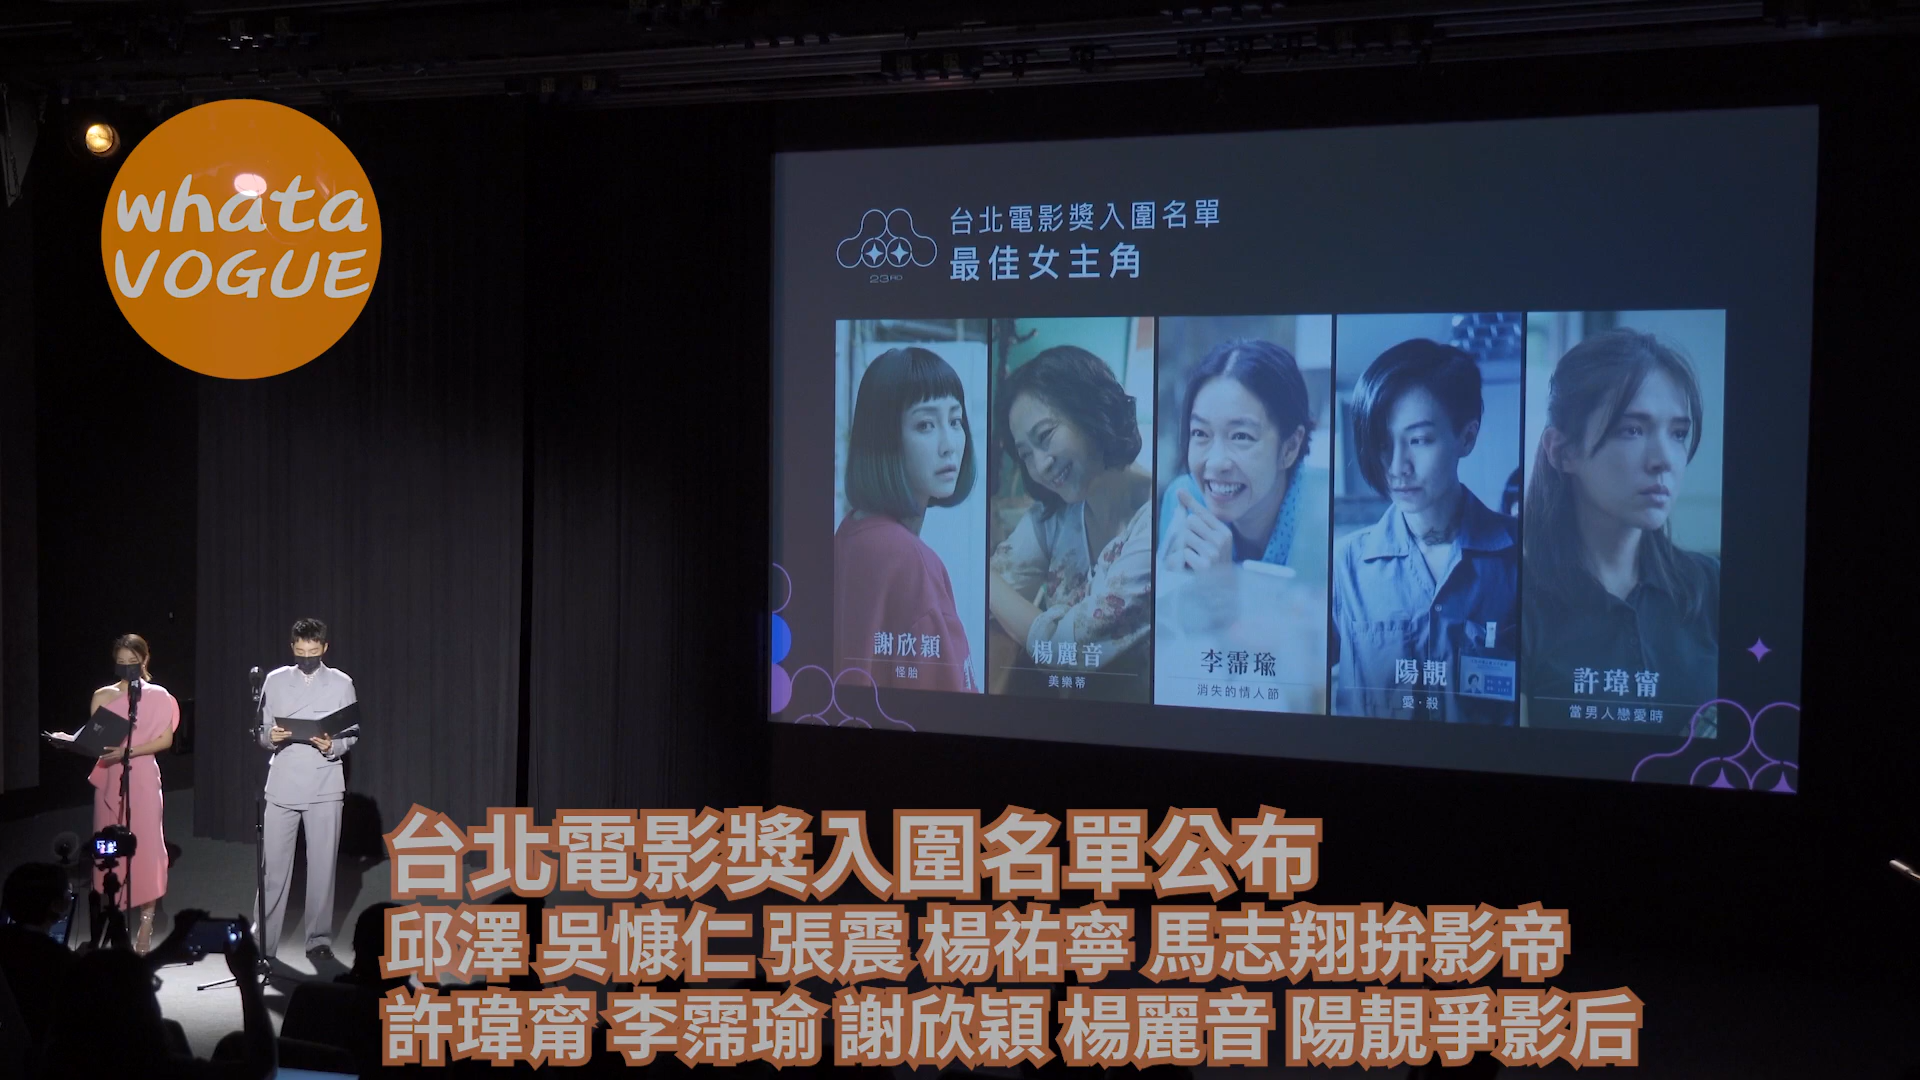 whata
VOGUE
台北電影獎入圍名單
最佳女主角
23RD
謝欣穎
怪胎
楊麗音
美樂蒂
李霈瑜
消失的情人節
陽靚
愛·殺
許瑋甯
當男人戀愛時
台北電影獎入圍名單公布
邱澤 吳慷仁 張震 楊祐寧 馬志翔拚影帝
許瑋甯 李霈瑜 謝欣穎 楊麗音 陽靚爭影后